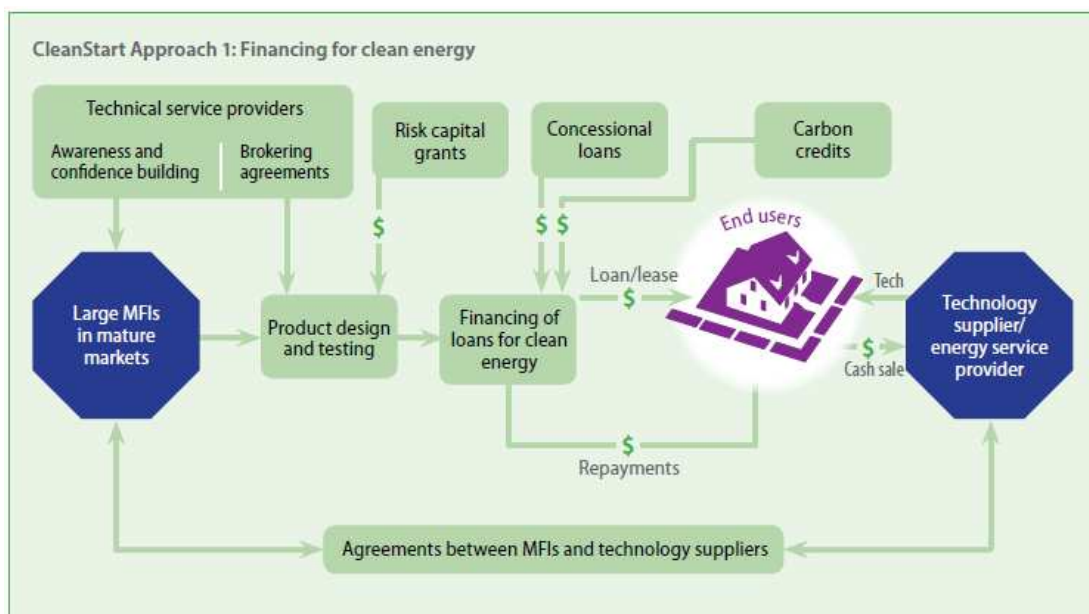 CleanStart Approach 1: Financing for clean energy
Technical service providers
Awareness and
confidence building
Brokering
agreements
Risk capital
grants
Concessional
loans
Carbon
credits
$
$ $
End users
Large MFIs
in mature
markets
Product design
and testing
Financing of
loans for clean
energy
Loan/lease
$
Tech
$
Cash sale
Technology
supplier/
energy service
provider
$
Repayments
Agreements between MFIs and technology suppliers